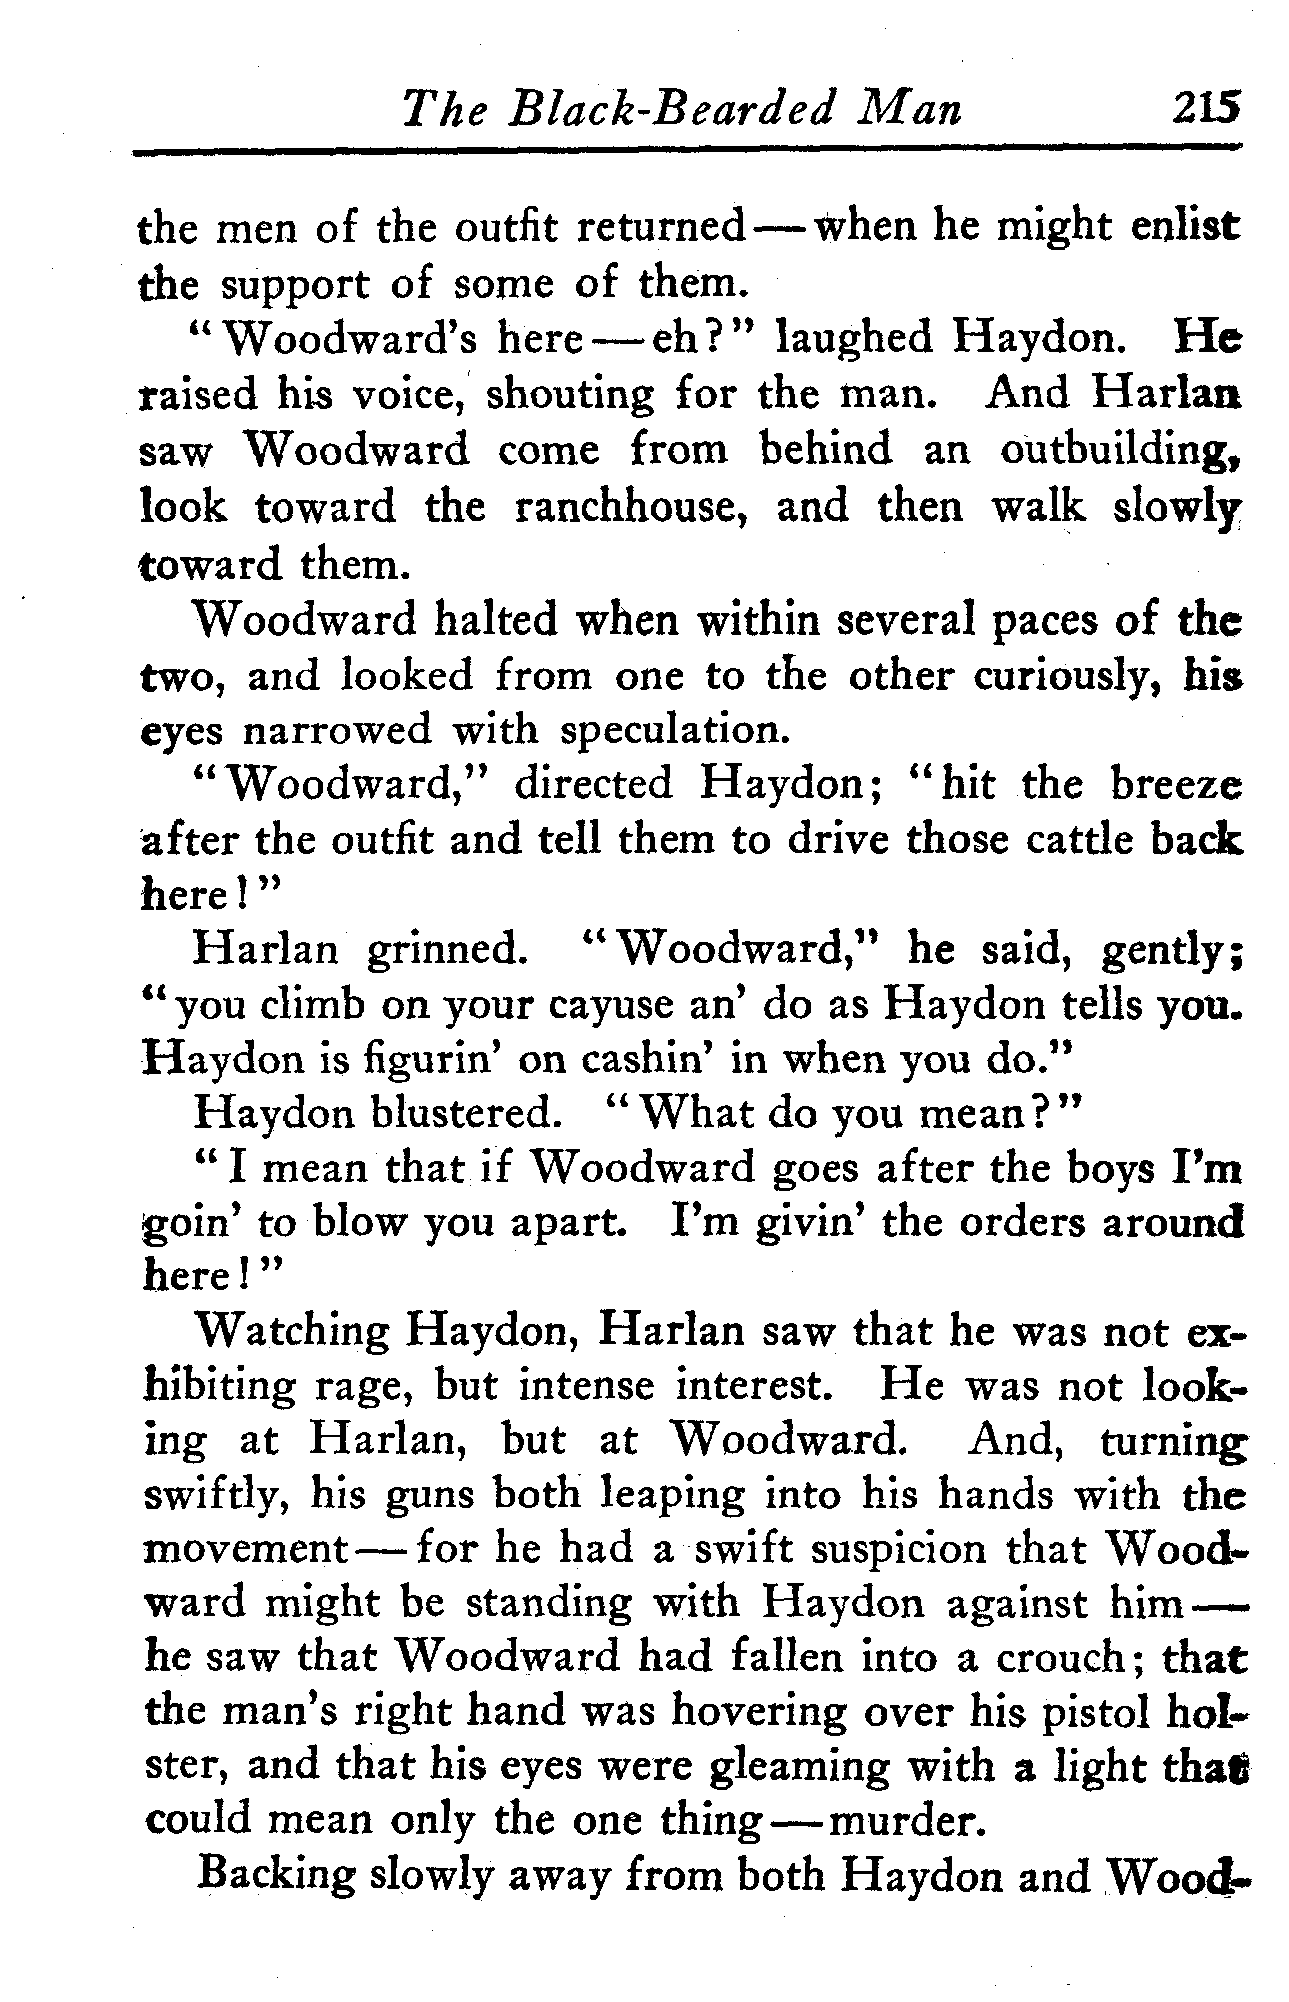 The Black-Bearded Man 215
the men of the outfit returned—when he might enlist
the support of some of them.
"Woodward's here—eh?" laughed Haydon. He
raised his voice, shouting for the man. And Harlan
saw Woodward come from behind an outbuilding,
look toward the ranchhouse, and then walk slowly
toward them.
Woodward halted when within several paces of the
two, and looked from one to the other curiously, his
eyes narrowed with speculation.
"Woodward," directed Haydon; "hit the breeze
after the outfit and tell them to drive those cattle back
here!"
Harlan grinned. "Woodward," he said, gently;
"you climb on your cayuse an' do as Haydon tells you.
Haydon is figurin' on cashin' in when you do."
Haydon blustered. "What do you mean?"
"I mean that if Woodward goes after the boys I'm
goin' to blow you apart. I'm givin' the orders around
here!"
Watching Haydon, Harlan saw that he was not ex-
hibiting rage, but intense interest. He was not look-
ing at Harlan, but at Woodward. And, turning
swiftly, his guns both leaping into his hands with the
movement—for he had a swift suspicion that Wood-
ward might be standing with Haydon against him—
he saw that Woodward had fallen into a crouch; that
the man's right hand was hovering over his pistol hol-
ster, and that his eyes were gleaming with a light that
could mean only the one thing—murder.
Backing slowly away from both Haydon and Wood-